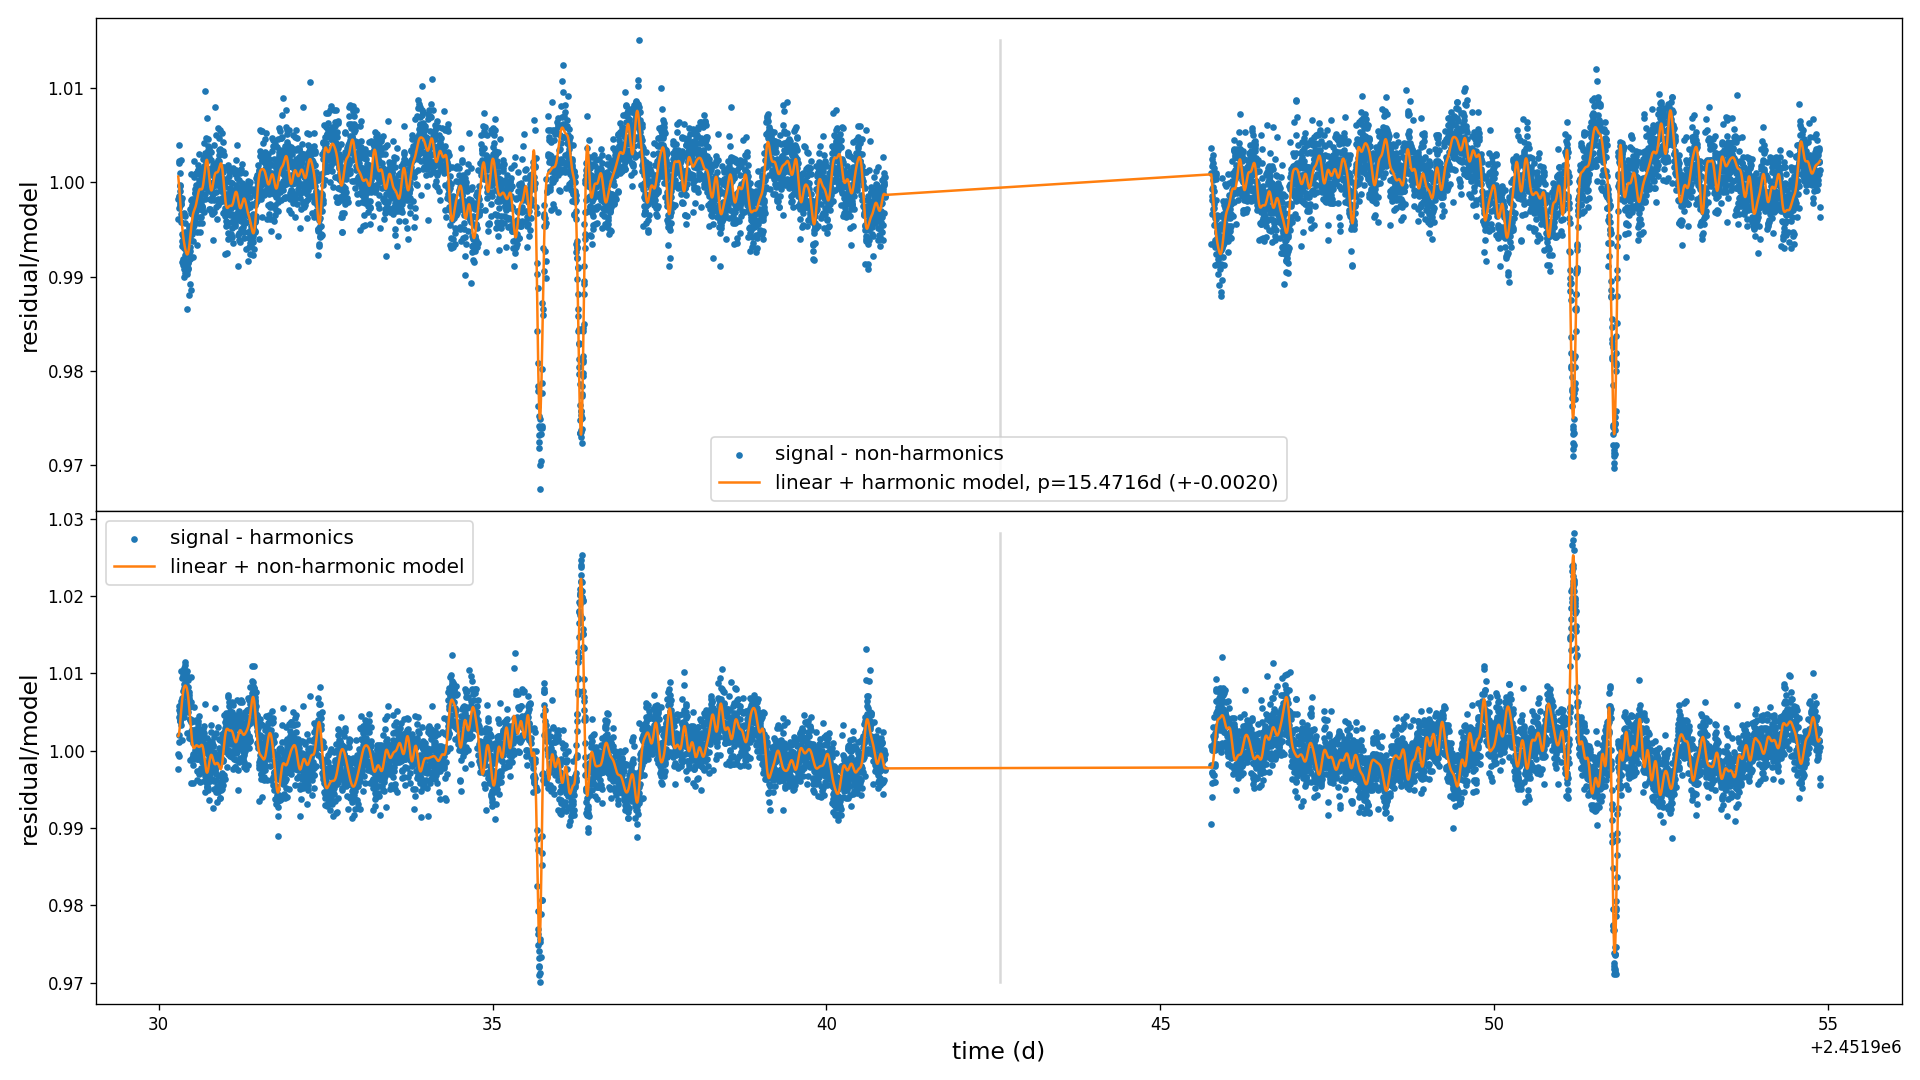 1.01
1.00
0.99
0.98
0.97
residual/model
signal - non-harmonics
linear + harmonic model, p=15.4716d (+-0.0020)
1.03
1.02
1.01
1.00
0.99
0.98
0.97
residual/model
signal - harmonics
linear + non-harmonic model
30 35 40 45 50 55
time (d)
+2.4519e6